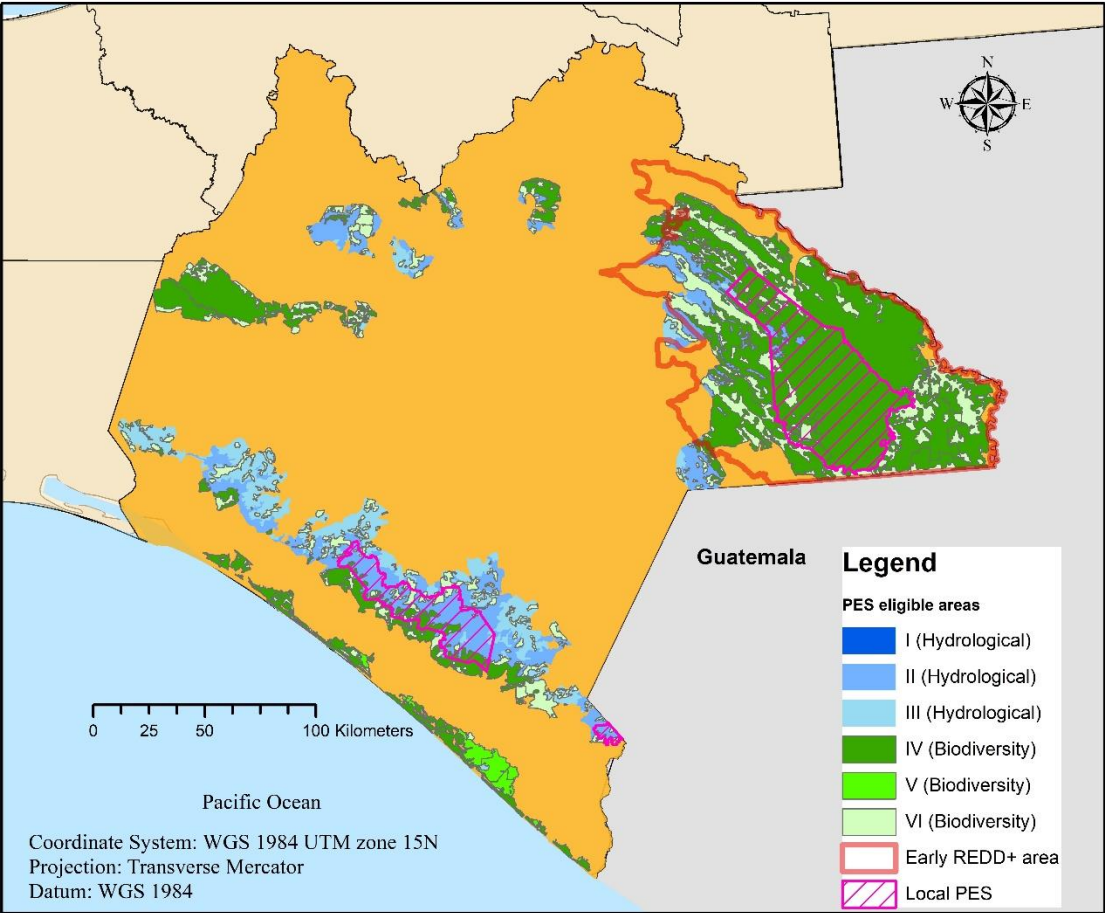 N
W E
S
Guatemala
Legend
PES eligible areas
I (Hydrological)
II (Hydrological)
III (Hydrological)
IV (Biodiversity)
V (Biodiversity)
VI (Biodiversity)
Early REDD+ area
Local PES
0 25 50 100 Kilometers
Pacific Ocean
Coordinate System: WGS 1984 UTM zone 15N
Projection: Transverse Mercator
Datum: WGS 1984